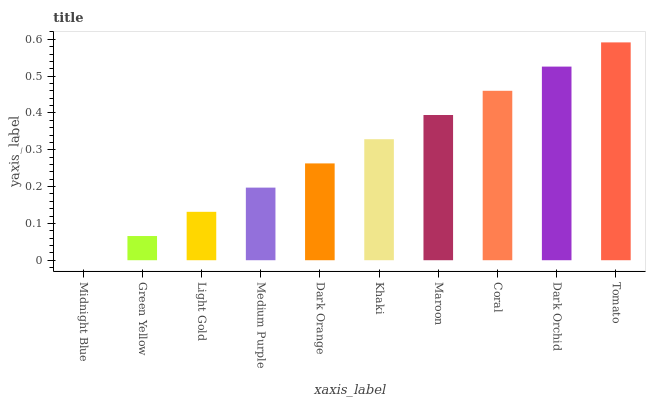 title
yaxis_label
0.6
0.5
0.4
0.3
0.2
0.1
0
Midnight Blue
Green Yellow
Light Gold
Medium Purple
Dark Orange
Khaki
Maroon
Coral
Dark Orchid
Tomato
xaxis_label